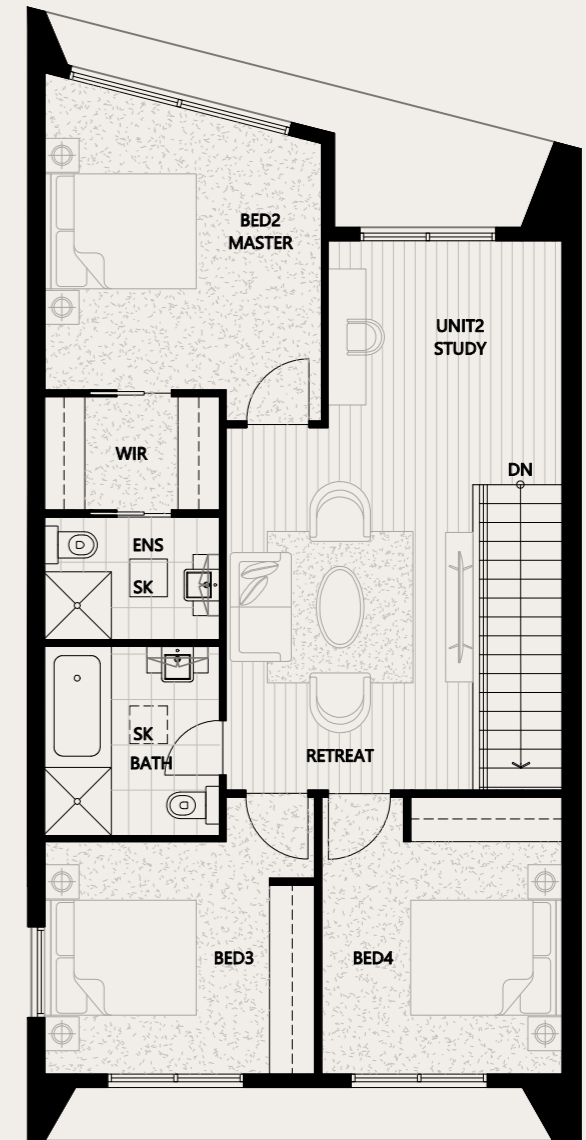 BED2
MASTER
UNIT2
STUDY
WIR
DN
ENS
SK
SK
BATH
RETREAT
BED3
BED4